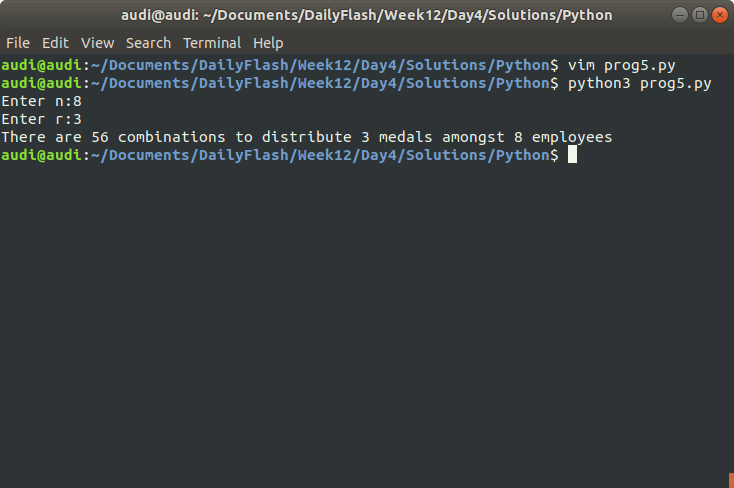 audi@audi: ~/Documents/DailyFlash/Week12/Day4/Solutions/Python
File Edit View Search Terminal Help
audi@audi:~/Documents/DailyFlash/Week12/Day4/Solutions/Python$ vim prog5.py
audi@audi:~/Documents/DailyFlash/Week12/Day4/Solutions/Python$ python3 prog5.py
Enter n:8
Enter r:3
There are 56 combinations to distribute 3 medals amongst 8 employees
audi@audi:~/Documents/DailyFlash/Week12/Day4/Solutions/Python$